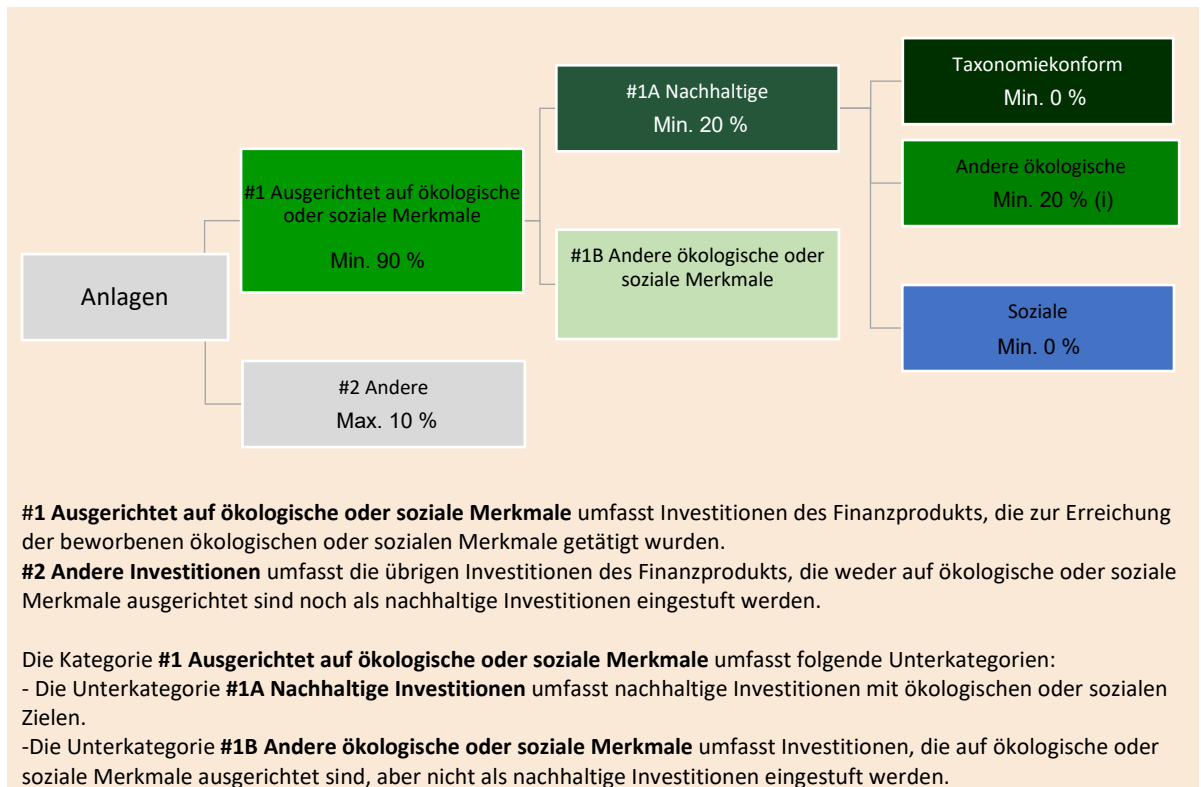 Taxonomiekonform
Min. 0 %
#1A Nachhaltige
Min. 20 %
Andere ökologische
Min. 20 % (i)
#1 Ausgerichtet auf ökologische
oder soziale Merkmale
Min. 90 %
#1B Andere ökologische oder
soziale Merkmale
Anlagen
Soziale
Min. 0 %
#2 Andere
Max. 10 %
#1 Ausgerichtet auf ökologische oder soziale Merkmale umfasst Investitionen des Finanzprodukts, die zur Erreichung
der beworbenen ökologischen oder sozialen Merkmale getätigt wurden.
#2 Andere Investitionen umfasst die übrigen Investitionen des Finanzprodukts, die weder auf ökologische oder soziale
Merkmale ausgerichtet sind noch als nachhaltige Investitionen eingestuft werden.
Die Kategorie #1 Ausgerichtet auf ökologische oder soziale Merkmale umfasst folgende Unterkategorien:
- Die Unterkategorie #1A Nachhaltige Investitionen umfasst nachhaltige Investitionen mit ökologischen oder sozialen
Zielen.
-Die Unterkategorie #1B Andere ökologische oder soziale Merkmale umfasst Investitionen, die auf ökologische oder
soziale Merkmale ausgerichtet sind, aber nicht als nachhaltige Investitionen eingestuft werden.